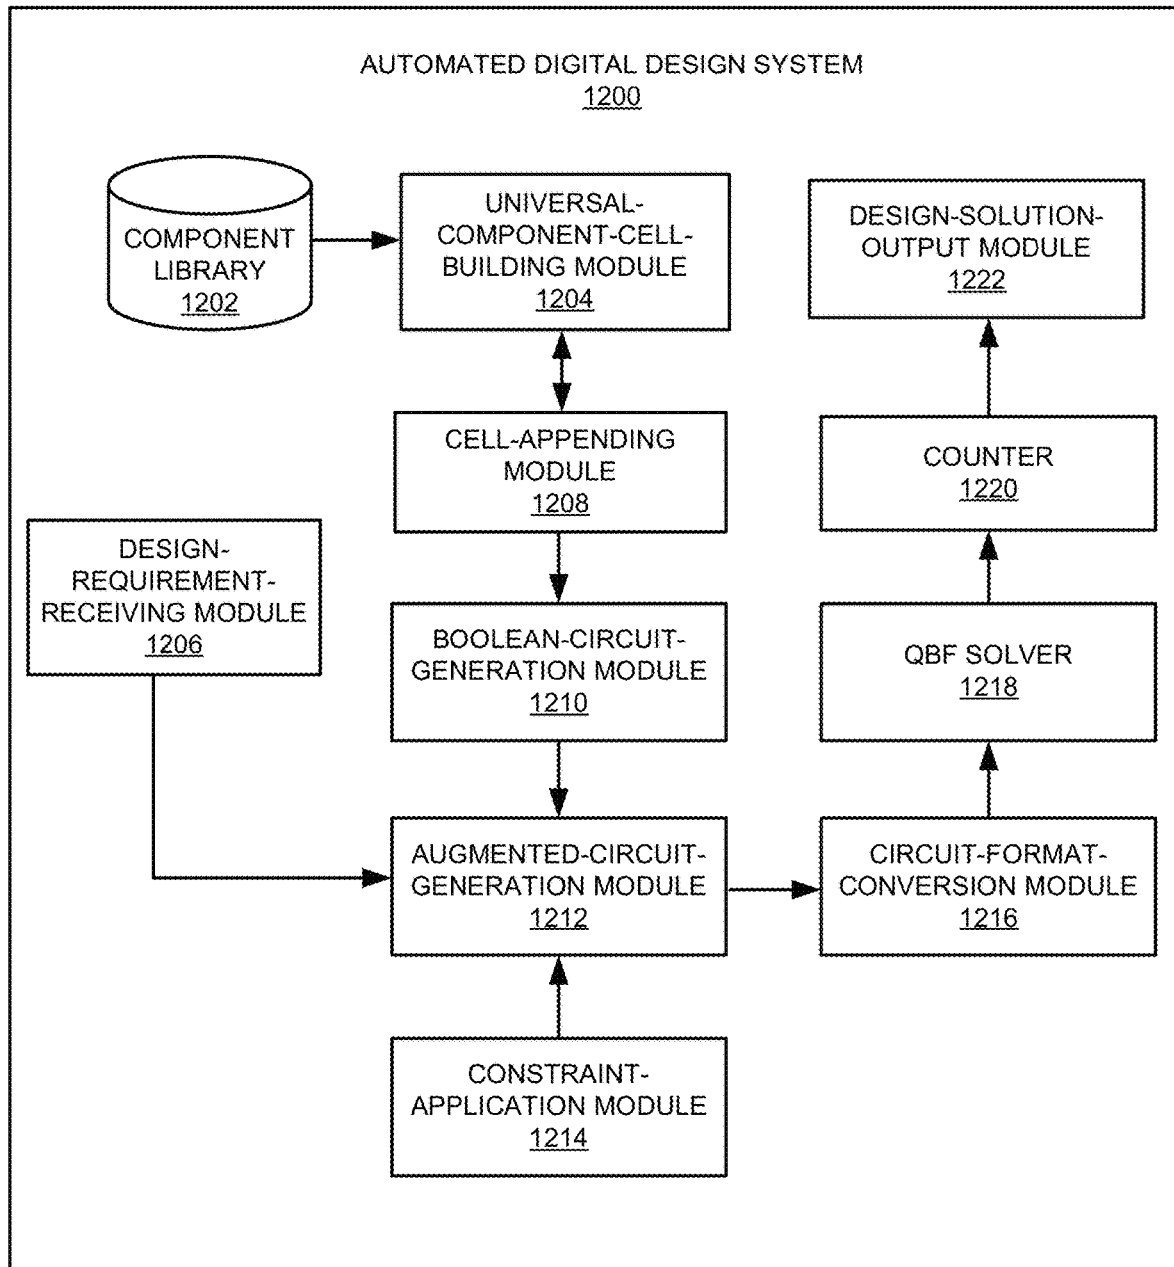 AUTOMATED DIGITAL DESIGN SYSTEM
1200
COMPONENT
LIBRARY
1202
UNIVERSAL-
COMPONENT-CELL-
BUILDING MODULE
1204
DESIGN-SOLUTION-
OUTPUT MODULE
1222
CELL-APPENDING
MODULE
1208
COUNTER
1220
DESIGN-
REQUIREMENT-
RECEIVING MODULE
1206
BOOLEAN-CIRCUIT-
GENERATION MODULE
1210
QBF SOLVER
1218
AUGMENTED-CIRCUIT-
GENERATION MODULE
1212
CIRCUIT-FORMAT-
CONVERSION MODULE
1216
CONSTRAINT-
APPLICATION MODULE
1214